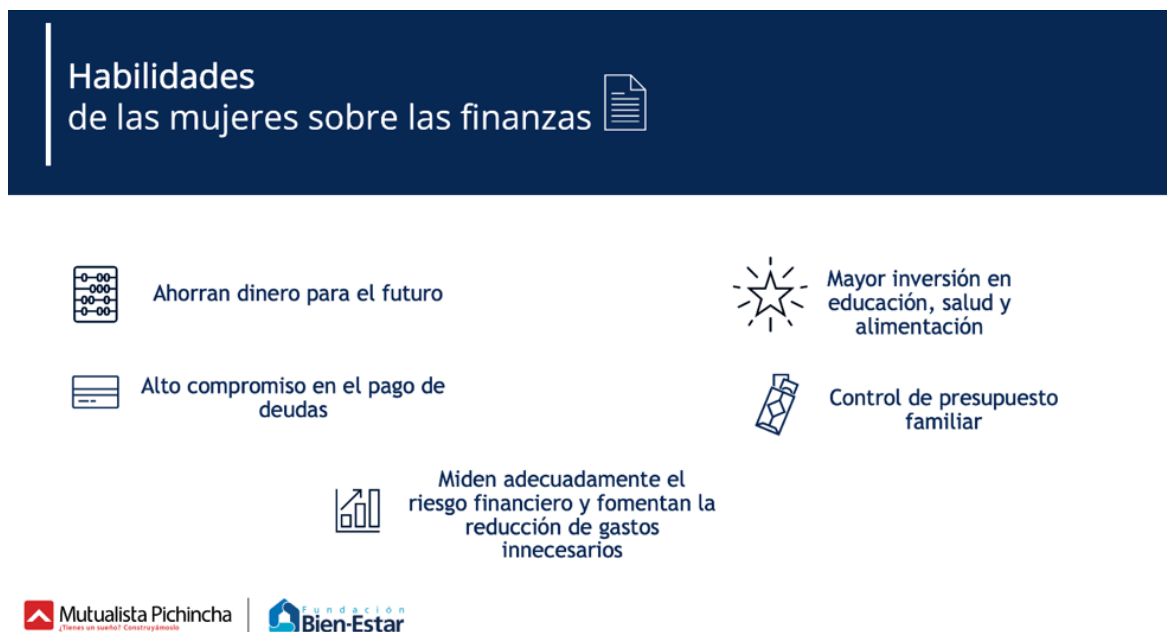 Habilidades
de las mujeres sobre las finanzas
Ahorran dinero para el futuro
Mayor inversión en
educación, salud y
alimentación
Alto compromiso en el pago de
deudas
Control de presupuesto
familiar
Miden adecuadamente el
riesgo financiero y fomentan la
reducción de gastos
innecesarios
Mutualista Pichincha
¿Tienes un sueño? Construyámoslo
Fundación
Bien-Estar